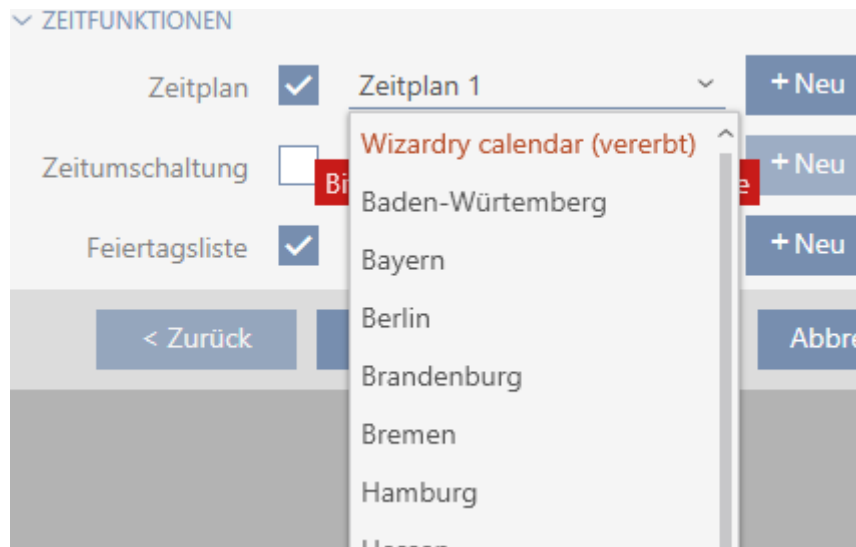 ZEITFUNKTIONEN
Zeitplan Zeitplan 1 + Neu
Wizardry calendar (vererbt)
Zeitumschaltung + Neu
Baden-Würtemberg
Feiertagsliste Bayern + Neu
Berlin
< Zurück Abbre
Brandenburg
Bremen
Hamburg